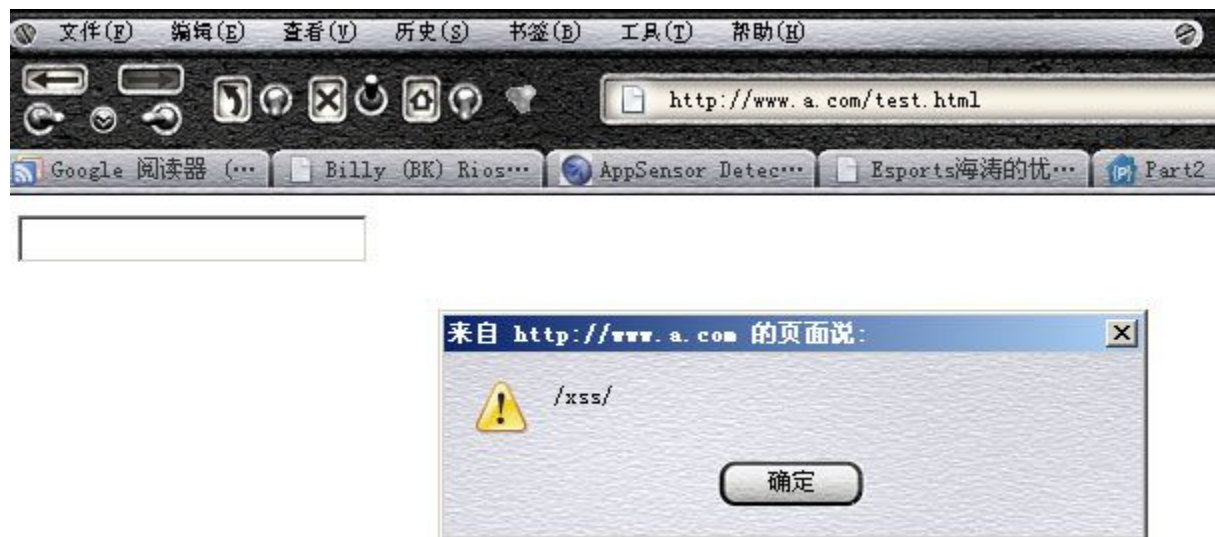 文件(F) 编辑(E) 查看(V) 历史(S) 书签(B) 工具(T) 帮助(H)
http://www.a.com/test.html
Google 阅读器 (… Billy (BK) Rios… AppSensor Detec… Esports海涛的忧… Part2
来自 http://www.a.com 的页面说:
/xss/
确定